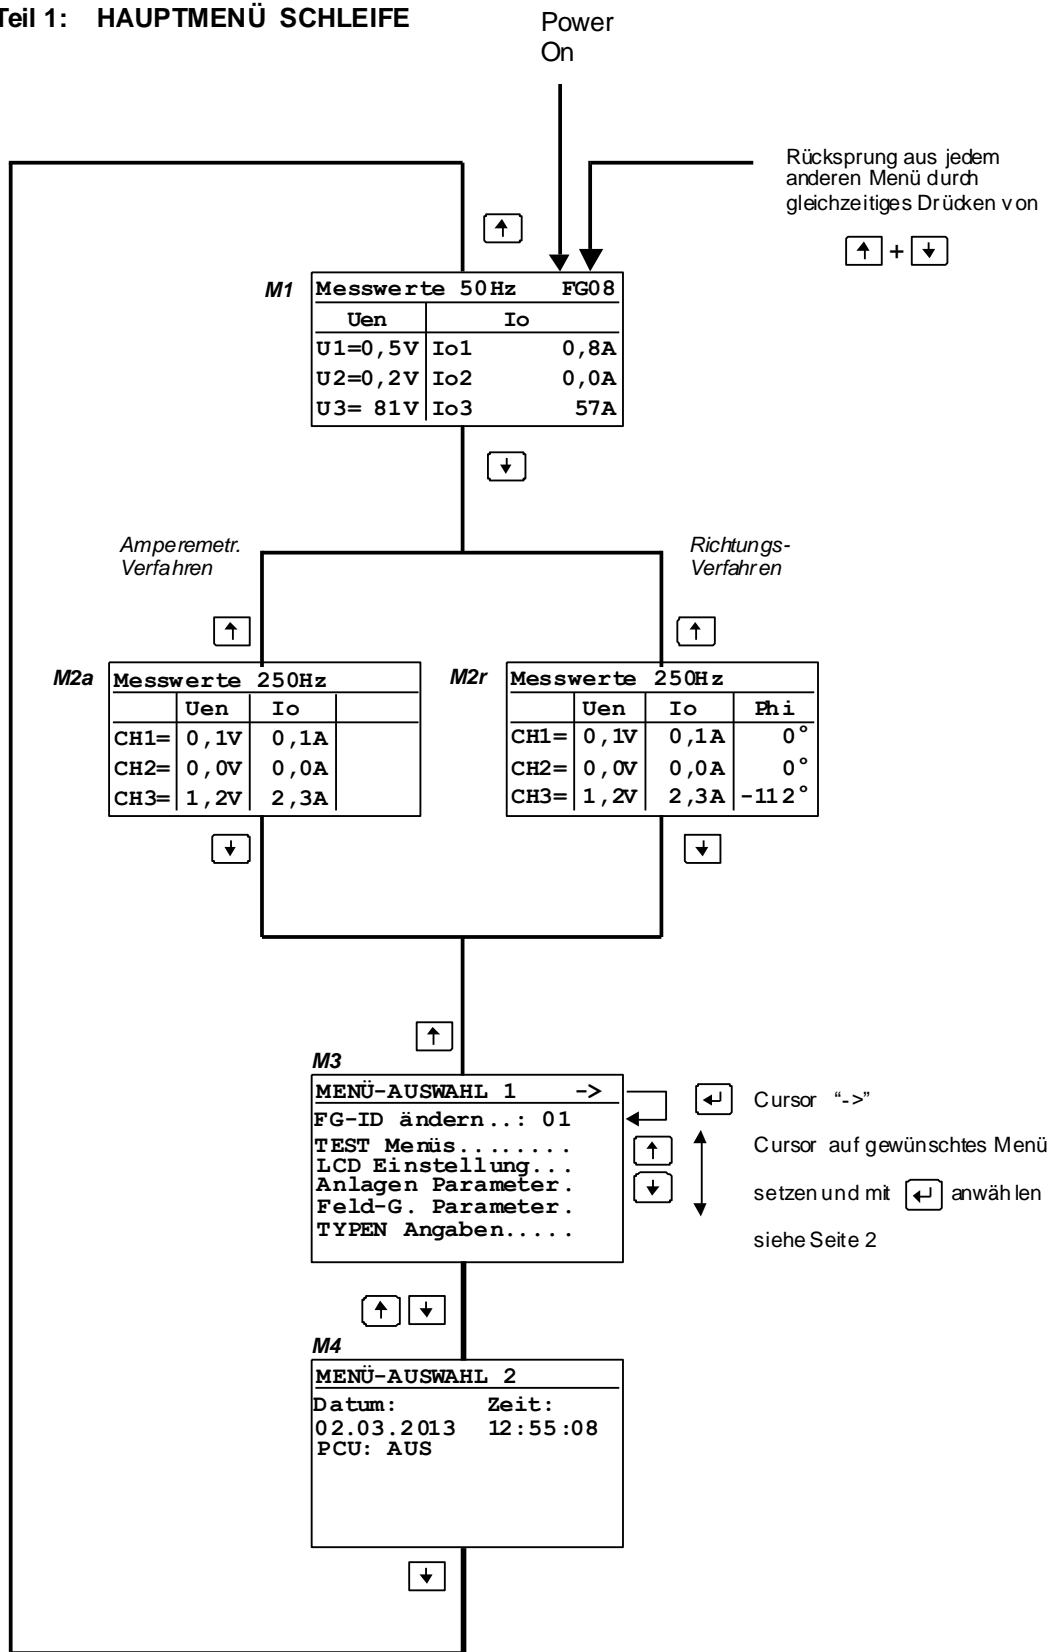 Teil 1: HAUPTMENÜ SCHLEIFE
Power
On
Rücksprung aus jedem
anderen Menü durch
gleichzeitiges Drücken von
↑ + ↓
↑
M1
Messwerte 50Hz FG08
Uen Io
U1=0,5V Io1 0,8A
U2=0,2V Io2 0,0A
U3= 81V Io3 57A
↓
Amperemetr.
Verfahren
Richtungs-
Verfahren
↑
↑
M2a
Messwerte 250Hz
Uen Io
CH1= 0,1V 0,1A
CH2= 0,0V 0,0A
CH3= 1,2V 2,3A
↓
M2r
Messwerte 250Hz
Uen Io Phi
CH1= 0,1V 0,1A 0°
CH2= 0,0V 0,0A 0°
CH3= 1,2V 2,3A -112°
↓
↑
M3
MENÜ-AUSWAHL 1 ->
FG-ID ändern..: 01
TEST Menüs........
LCD Einstellung...
Anlagen Parameter.
Feld-G. Parameter.
TYPEN Angaben.....
↵ Cursor “->”
↑ Cursor auf gewünschtes Menü
↓ setzen und mit ↵ anwählen
siehe Seite 2
↑ ↓
M4
MENÜ-AUSWAHL 2
Datum: Zeit:
02.03.2013 12:55:08
PCU: AUS
↓